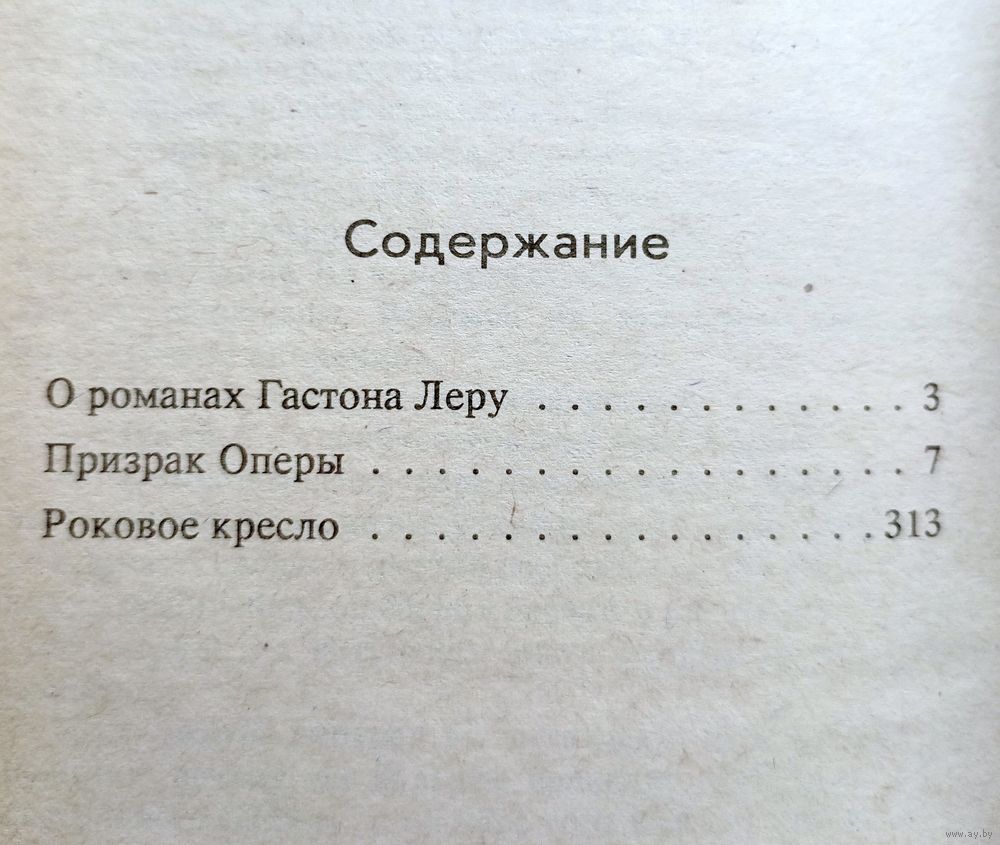 Содержание
О романах Гастона Леру . . . . . . . . . . . . 3
Призрак Оперы . . . . . . . . . . . . . . . . . 7
Роковое кресло . . . . . . . . . . . . . . . . 313
www.ay.by